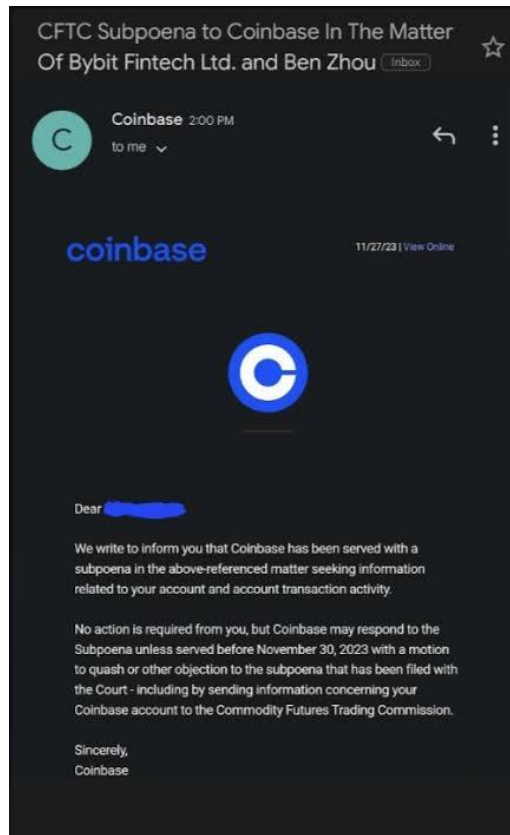 CFTC Subpoena to Coinbase In The Matter
Of Bybit Fintech Ltd. and Ben Zhou Inbox
C
Coinbase 2:00 PM
to me
coinbase
11/27/23 | View Online
Dear
We write to inform you that Coinbase has been served with a
subpoena in the above-referenced matter seeking information
related to your account and account transaction activity.
No action is required from you, but Coinbase may respond to the
Subpoena unless served before November 30, 2023 with a motion
to quash or other objection to the subpoena that has been filed with
the Court - including by sending information concerning your
Coinbase account to the Commodity Futures Trading Commission.
Sincerely,
Coinbase